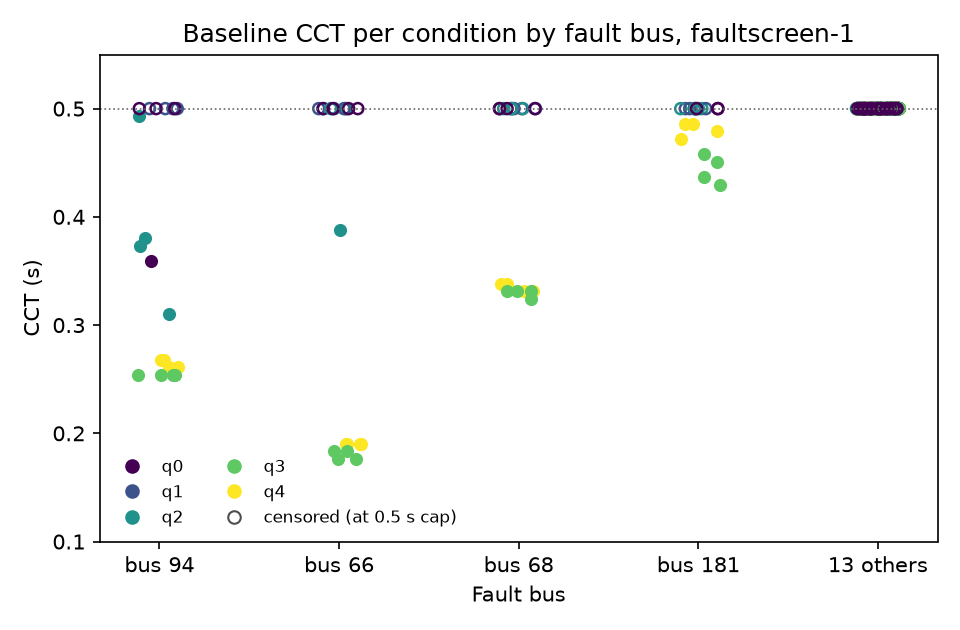 Baseline CCT per condition by fault bus, faultscreen-1
CCT (s)
0.5
0.4
0.3
0.2
0.1
q0
q1
q2
q3
q4
censored (at 0.5 s cap)
bus 94
bus 66
bus 68
bus 181
13 others
Fault bus